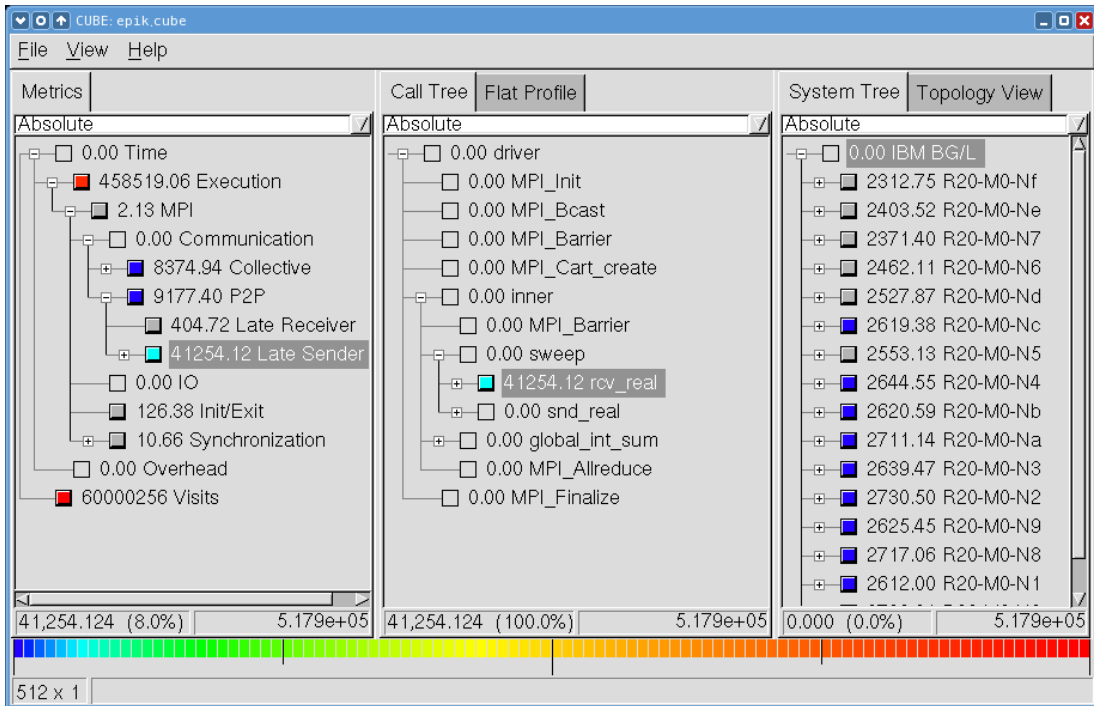 CUBE: epik.cube
File View Help
Metrics
Absolute
0.00 Time
458519.06 Execution
2.13 MPI
0.00 Communication
8374.94 Collective
9177.40 P2P
404.72 Late Receiver
41254.12 Late Sender
0.00 IO
126.38 Init/Exit
10.66 Synchronization
0.00 Overhead
60000256 Visits
41,254.124 (8.0%) 5.179e+05
Call Tree Flat Profile
Absolute
0.00 driver
0.00 MPI_Init
0.00 MPI_Bcast
0.00 MPI_Barrier
0.00 MPI_Cart_create
0.00 inner
0.00 MPI_Barrier
0.00 sweep
41254.12 rcv_real
0.00 snd_real
0.00 global_int_sum
0.00 MPI_Allreduce
0.00 MPI_Finalize
41,254.124 (100.0%) 5.179e+05
System Tree Topology View
Absolute
0.00 IBM BG/L
2312.75 R20-M0-Nf
2403.52 R20-M0-Ne
2371.40 R20-M0-N7
2462.11 R20-M0-N6
2527.87 R20-M0-Nd
2619.38 R20-M0-Nc
2553.13 R20-M0-N5
2644.55 R20-M0-N4
2620.59 R20-M0-Nb
2711.14 R20-M0-Na
2639.47 R20-M0-N3
2730.50 R20-M0-N2
2625.45 R20-M0-N9
2717.06 R20-M0-N8
2612.00 R20-M0-N1
0.000 (0.0%) 5.179e+05
512 x 1